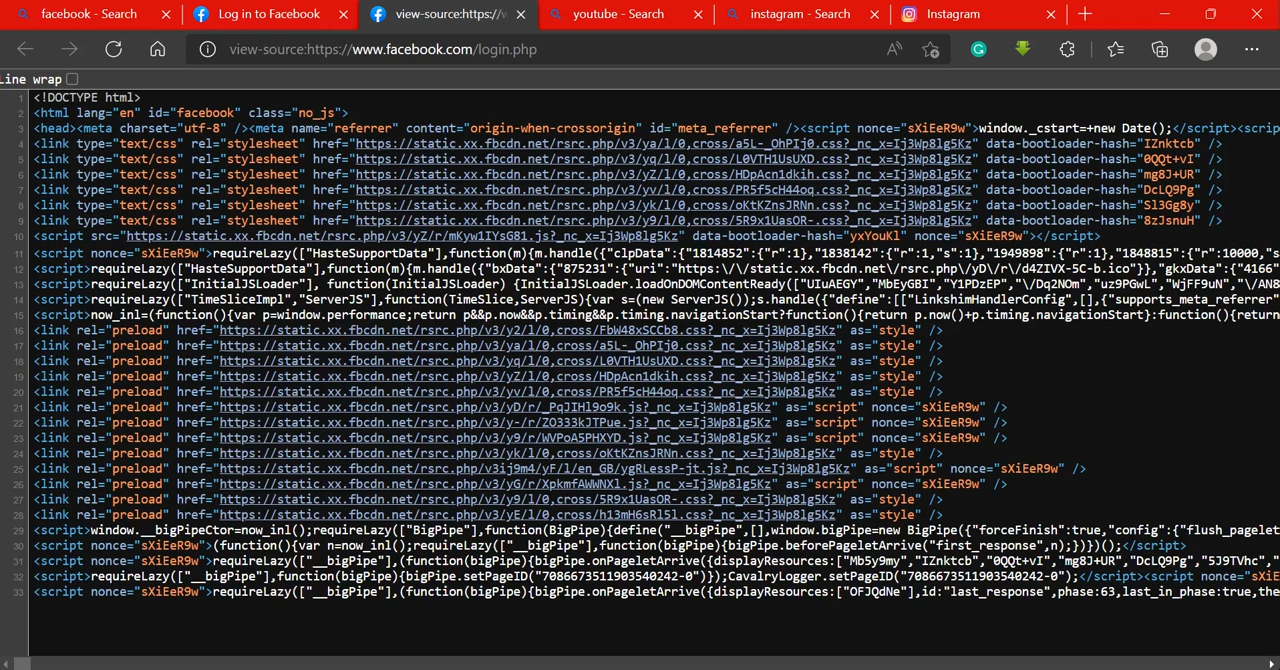 facebook - Search
Log in to Facebook
view-source:https://w
youtube - Search
instagram - Search
Instagram
view-source:https://www.facebook.com/login.php
Line wrap
1 <!DOCTYPE html>
2 <html lang="en" id="facebook" class="no_js">
3 <head><meta charset="utf-8" /><meta name="referrer" content="origin-when-crossorigin" id="meta_referrer" /><script nonce="sXiEeR9w">window._cstart=+new Date();</script><scrip
4 <link type="text/css" rel="stylesheet" href="https://static.xx.fbcdn.net/rsrc.php/v3/ya/l/0,cross/a5L-_OhPIj0.css?_nc_x=Ij3Wp8lg5Kz" data-bootloader-hash="IZnktcb" />
5 <link type="text/css" rel="stylesheet" href="https://static.xx.fbcdn.net/rsrc.php/v3/yq/l/0,cross/L0VTH1UsUXD.css?_nc_x=Ij3Wp8lg5Kz" data-bootloader-hash="0QQt+vI" />
6 <link type="text/css" rel="stylesheet" href="https://static.xx.fbcdn.net/rsrc.php/v3/yZ/l/0,cross/HDpAcn1dkih.css?_nc_x=Ij3Wp8lg5Kz" data-bootloader-hash="mg8J+UR" />
7 <link type="text/css" rel="stylesheet" href="https://static.xx.fbcdn.net/rsrc.php/v3/yv/l/0,cross/PR5f5cH44oq.css?_nc_x=Ij3Wp8lg5Kz" data-bootloader-hash="DcLQ9Pg" />
8 <link type="text/css" rel="stylesheet" href="https://static.xx.fbcdn.net/rsrc.php/v3/yk/l/0,cross/oKtKZnsJRNn.css?_nc_x=Ij3Wp8lg5Kz" data-bootloader-hash="Sl3Gg8y" />
9 <link type="text/css" rel="stylesheet" href="https://static.xx.fbcdn.net/rsrc.php/v3/y9/l/0,cross/5R9x1UasOR-.css?_nc_x=Ij3Wp8lg5Kz" data-bootloader-hash="8zJsnuH" />
10 <script src="https://static.xx.fbcdn.net/rsrc.php/v3/yZ/r/mKyw1IYsG81.js?_nc_x=Ij3Wp8lg5Kz" data-bootloader-hash="yxYouKl" nonce="sXiEeR9w"></script>
11 <script nonce="sXiEeR9w">requireLazy(["HasteSupportData"],function(m){m.handle({"clpData":{"1814852":{"r":1},"1838142":{"r":1,"s":1},"1949898":{"r":1},"1848815":{"r":10000,"s
12 <script>requireLazy(["HasteSupportData"],function(m){m.handle({"bxData":{"875231":{"uri":"https:\/\/static.xx.fbcdn.net\/rsrc.php\/yD\/r\/d4ZIVX-5C-b.ico"}},"gkxData":{"4166"
13 <script>requireLazy(["InitialJSLoader"], function(InitialJSLoader) {InitialJSLoader.loadOnDOMContentReady(["UIuAEGY","MbEyGBI","Y1PDzEP","\/Dq2NOm","uz9PGwL","WjFF9uN","\/AN8
14 <script>requireLazy(["TimeSliceImpl","ServerJS"],function(TimeSlice,ServerJS){var s=(new ServerJS());s.handle({"define":[["LinkshimHandlerConfig",[],{"supports_meta_referrer"
15 <script>now_inl=(function(){var p=window.performance;return p&&p.now&&p.timing&&p.timing.navigationStart?function(){return p.now()+p.timing.navigationStart}:function(){return
16 <link rel="preload" href="https://static.xx.fbcdn.net/rsrc.php/v3/y2/l/0,cross/FbW48xSCCb8.css?_nc_x=Ij3Wp8lg5Kz" as="style" />
17 <link rel="preload" href="https://static.xx.fbcdn.net/rsrc.php/v3/ya/l/0,cross/a5L-_OhPIj0.css?_nc_x=Ij3Wp8lg5Kz" as="style" />
18 <link rel="preload" href="https://static.xx.fbcdn.net/rsrc.php/v3/yq/l/0,cross/L0VTH1UsUXD.css?_nc_x=Ij3Wp8lg5Kz" as="style" />
19 <link rel="preload" href="https://static.xx.fbcdn.net/rsrc.php/v3/yZ/l/0,cross/HDpAcn1dkih.css?_nc_x=Ij3Wp8lg5Kz" as="style" />
20 <link rel="preload" href="https://static.xx.fbcdn.net/rsrc.php/v3/yv/l/0,cross/PR5f5cH44oq.css?_nc_x=Ij3Wp8lg5Kz" as="style" />
21 <link rel="preload" href="https://static.xx.fbcdn.net/rsrc.php/v3/yD/r/_PqJIHl9o9k.js?_nc_x=Ij3Wp8lg5Kz" as="script" nonce="sXiEeR9w" />
22 <link rel="preload" href="https://static.xx.fbcdn.net/rsrc.php/v3/y-/r/ZO333kJTPue.js?_nc_x=Ij3Wp8lg5Kz" as="script" nonce="sXiEeR9w" />
23 <link rel="preload" href="https://static.xx.fbcdn.net/rsrc.php/v3/y9/r/WVPoA5PHXYD.js?_nc_x=Ij3Wp8lg5Kz" as="script" nonce="sXiEeR9w" />
24 <link rel="preload" href="https://static.xx.fbcdn.net/rsrc.php/v3/yk/l/0,cross/oKtKZnsJRNn.css?_nc_x=Ij3Wp8lg5Kz" as="style" />
25 <link rel="preload" href="https://static.xx.fbcdn.net/rsrc.php/v3ij9m4/yF/l/en_GB/ygRLessP-jt.js?_nc_x=Ij3Wp8lg5Kz" as="script" nonce="sXiEeR9w" />
26 <link rel="preload" href="https://static.xx.fbcdn.net/rsrc.php/v3/yG/r/XpkmfAWWNXl.js?_nc_x=Ij3Wp8lg5Kz" as="script" nonce="sXiEeR9w" />
27 <link rel="preload" href="https://static.xx.fbcdn.net/rsrc.php/v3/y9/l/0,cross/5R9x1UasOR-.css?_nc_x=Ij3Wp8lg5Kz" as="style" />
28 <link rel="preload" href="https://static.xx.fbcdn.net/rsrc.php/v3/yE/l/0,cross/h13mH6sRl5l.css?_nc_x=Ij3Wp8lg5Kz" as="style" />
29 <script>window.__bigPipeCtor=now_inl();requireLazy(["BigPipe"],function(BigPipe){define("__bigPipe",[],window.bigPipe=new BigPipe({"forceFinish":true,"config":{"flush_pagelet
30 <script nonce="sXiEeR9w">(function(){var n=now_inl();requireLazy(["__bigPipe"],function(bigPipe){bigPipe.beforePageletArrive("first_response",n);})})();</script>
31 <script nonce="sXiEeR9w">requireLazy(["__bigPipe"],(function(bigPipe){bigPipe.onPageletArrive({displayResources:["Mb5y9my","IZnktcb","0QQt+vI","mg8J+UR","DcLQ9Pg","5J9TVhc",
32 <script>requireLazy(["__bigPipe"],function(bigPipe){bigPipe.setPageID("7086673511903540242-0")});CavalryLogger.setPageID("7086673511903540242-0");</script><script nonce="sXiE
33 <script nonce="sXiEeR9w">requireLazy(["__bigPipe"],(function(bigPipe){bigPipe.onPageletArrive({displayResources:["OFJQdNe"],id:"last_response",phase:63,last_in_phase:true,the